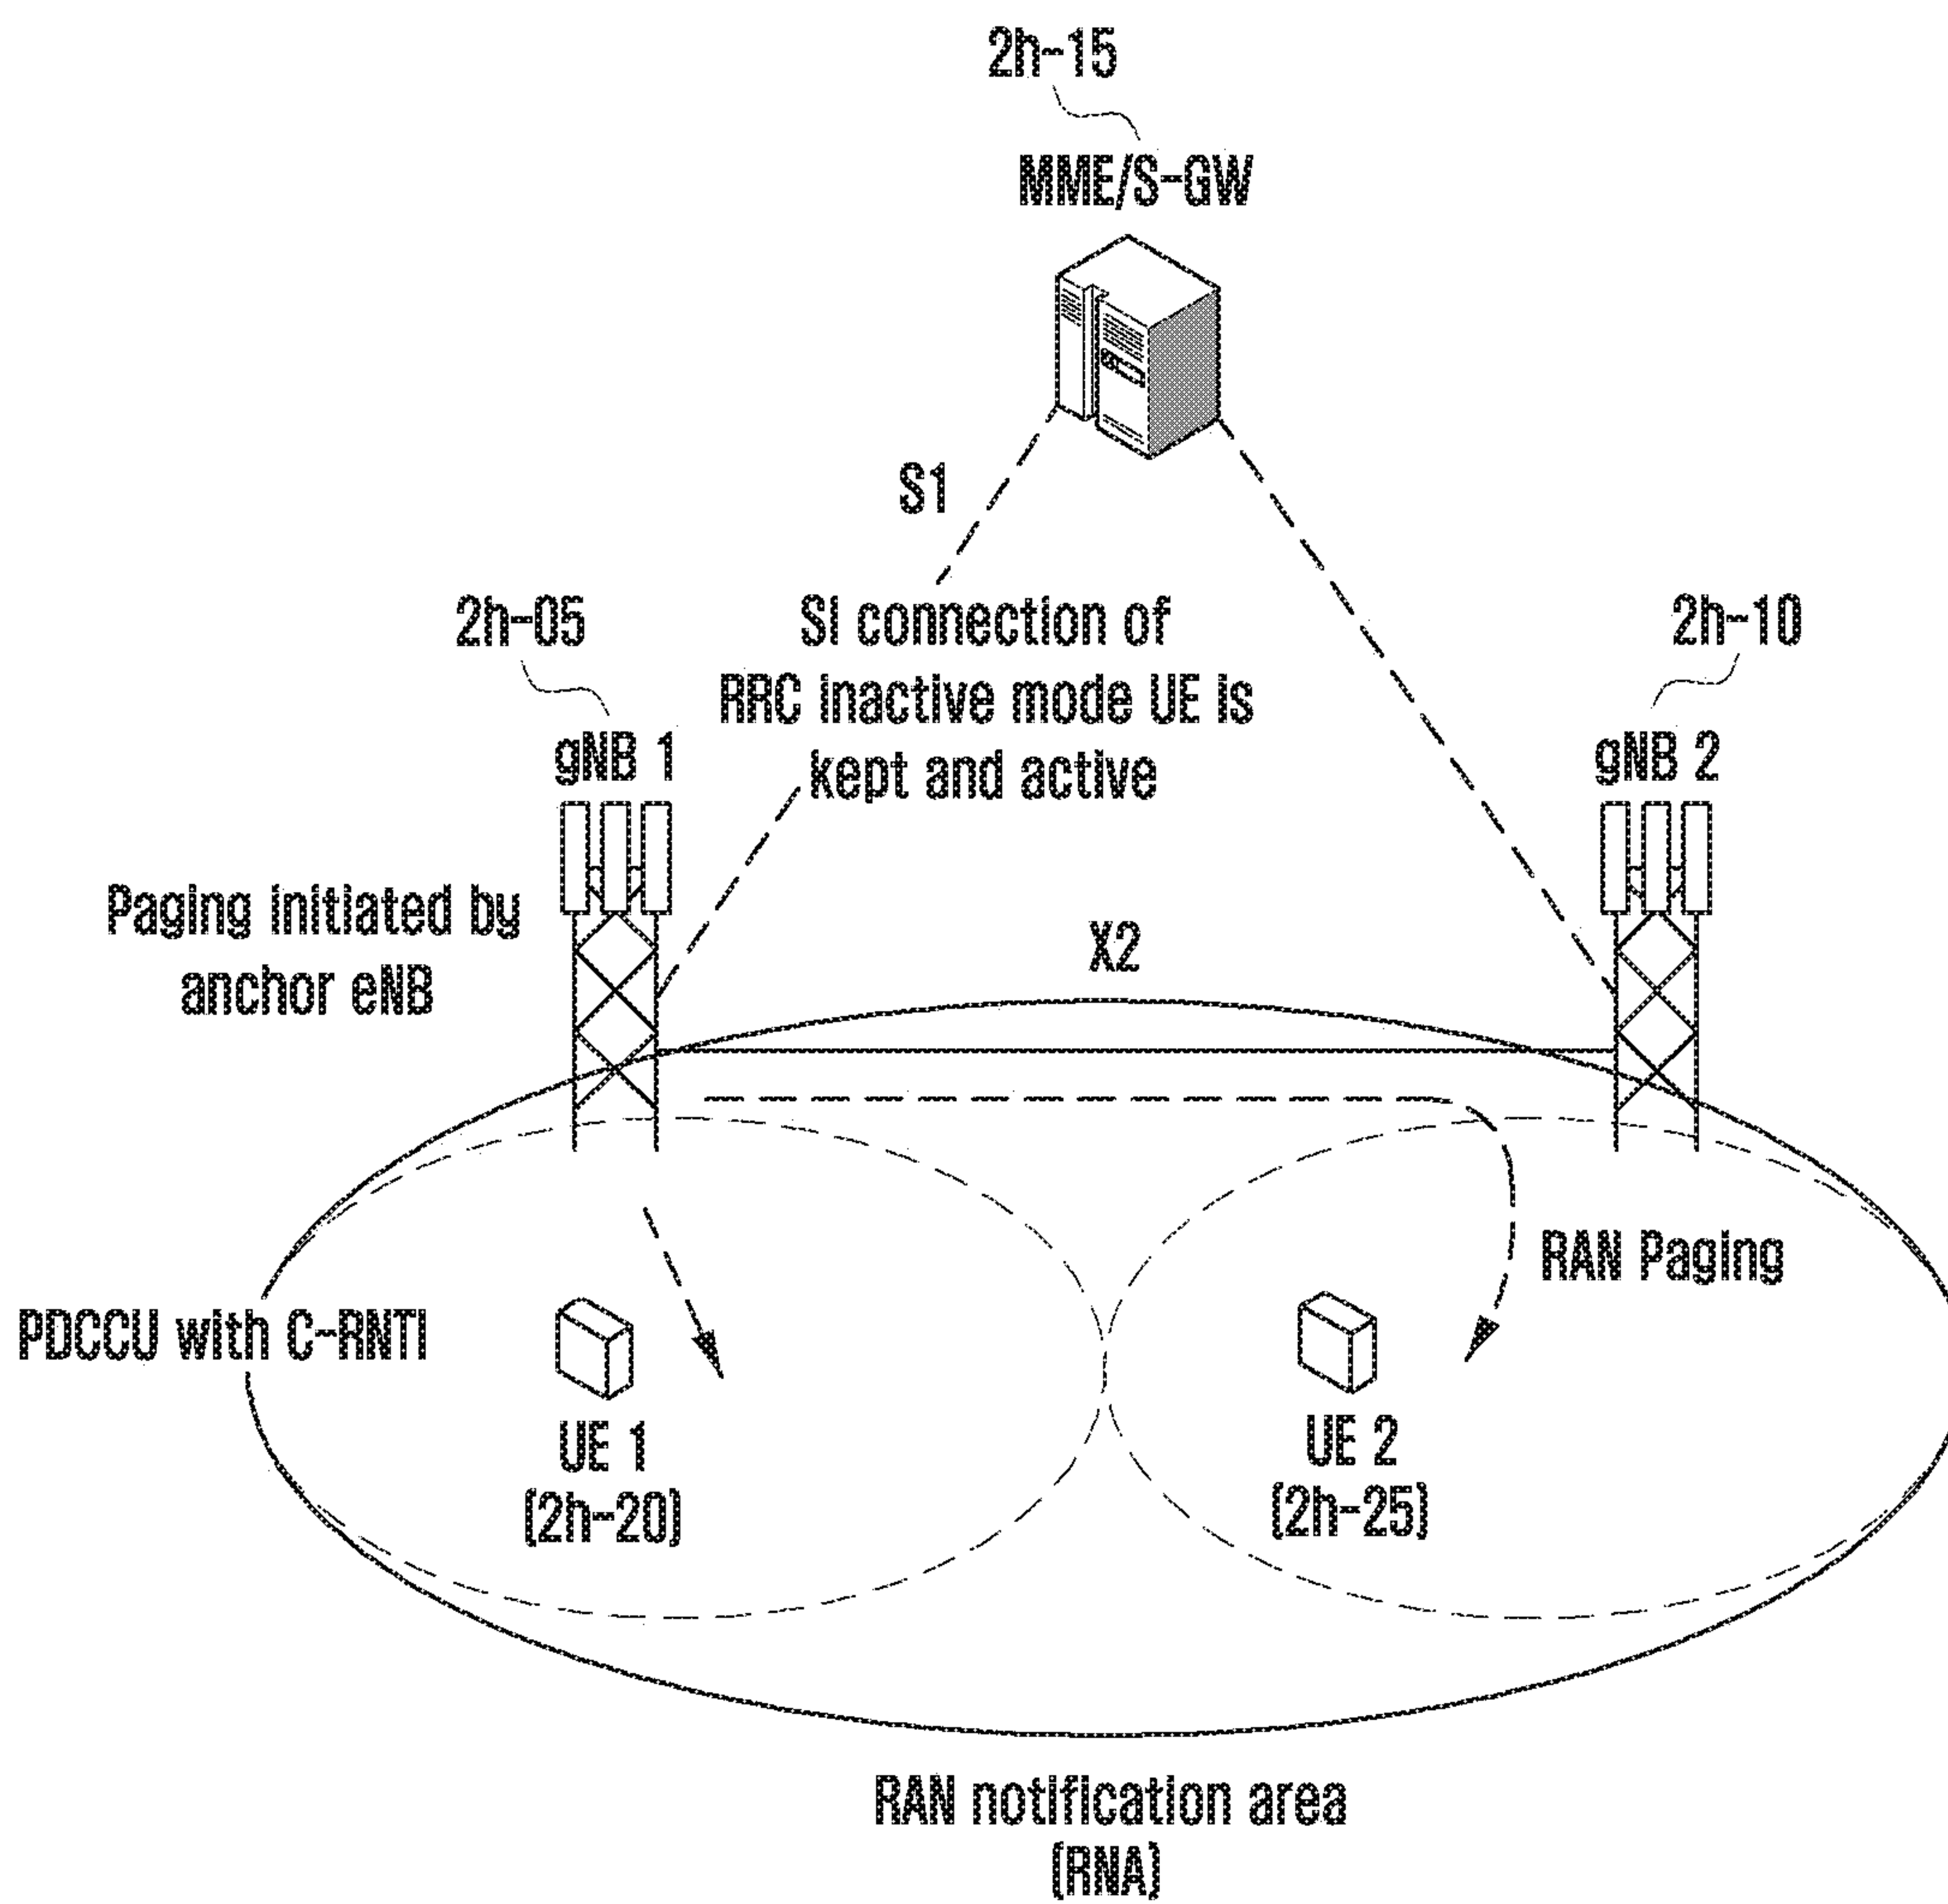 2h-15
MME/S-GW
S1
2h-05
SI connection of
RRC inactive mode UE is
kept and active
2h-10
gNB 1
gNB 2
Paging initiated by
anchor eNB
X2
RAN Paging
PDCCU with C-RNTI
UE 1
(2h-20)
UE 2
(2h-25)
RAN notification area
(RNA)